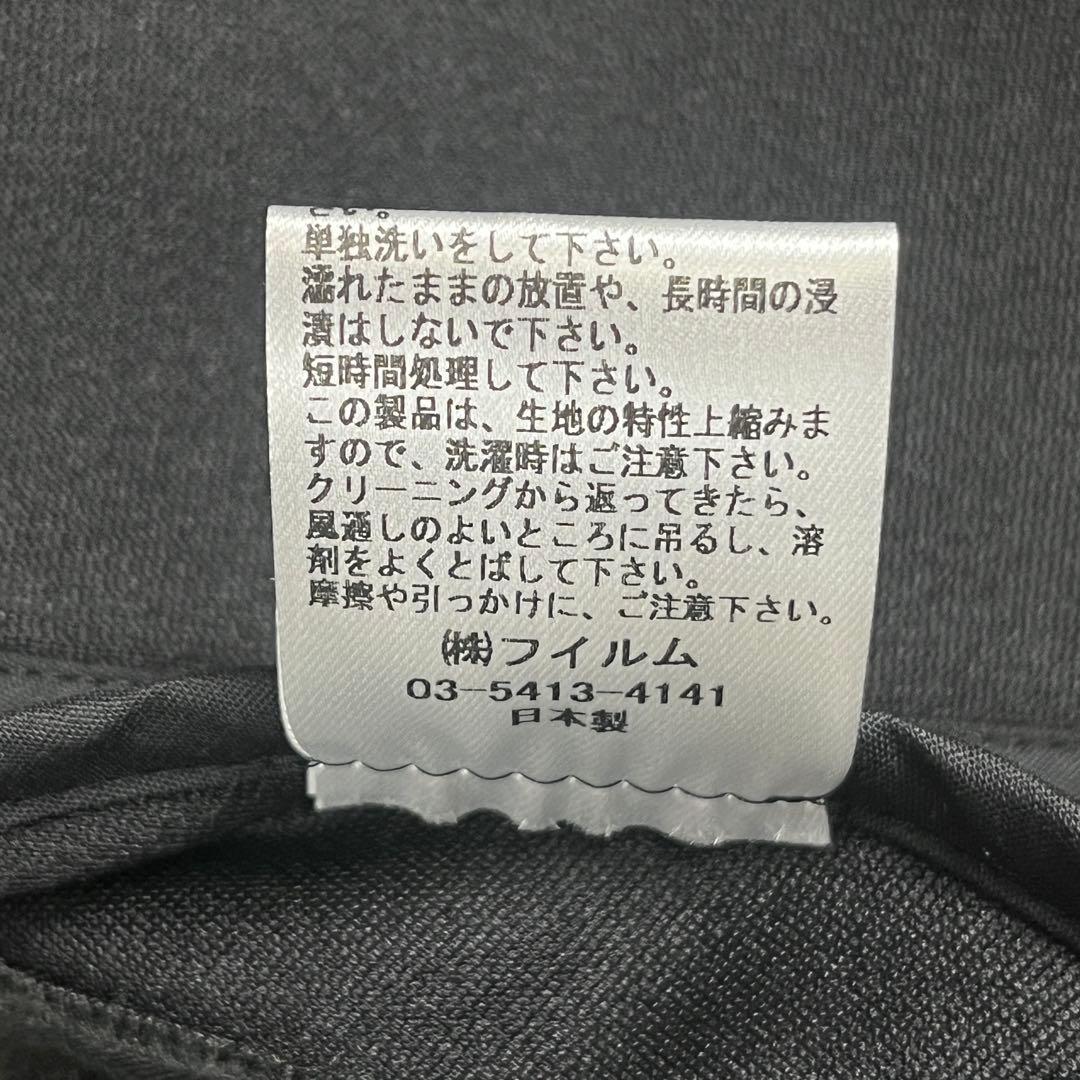 さい。
単独洗いをして下さい。
濡れたままの放置や、長時間の浸
漬はしないで下さい。
短時間処理して下さい。
この製品は、生地の特性上縮みま
すので、洗濯時はご注意下さい。
クリーニングから返ってきたら、
風通しのよいところに吊るし、溶
剤をよくとばして下さい。
摩擦や引っかけに、ご注意下さい。
㈱フイルム
03-5413-4141
日本製